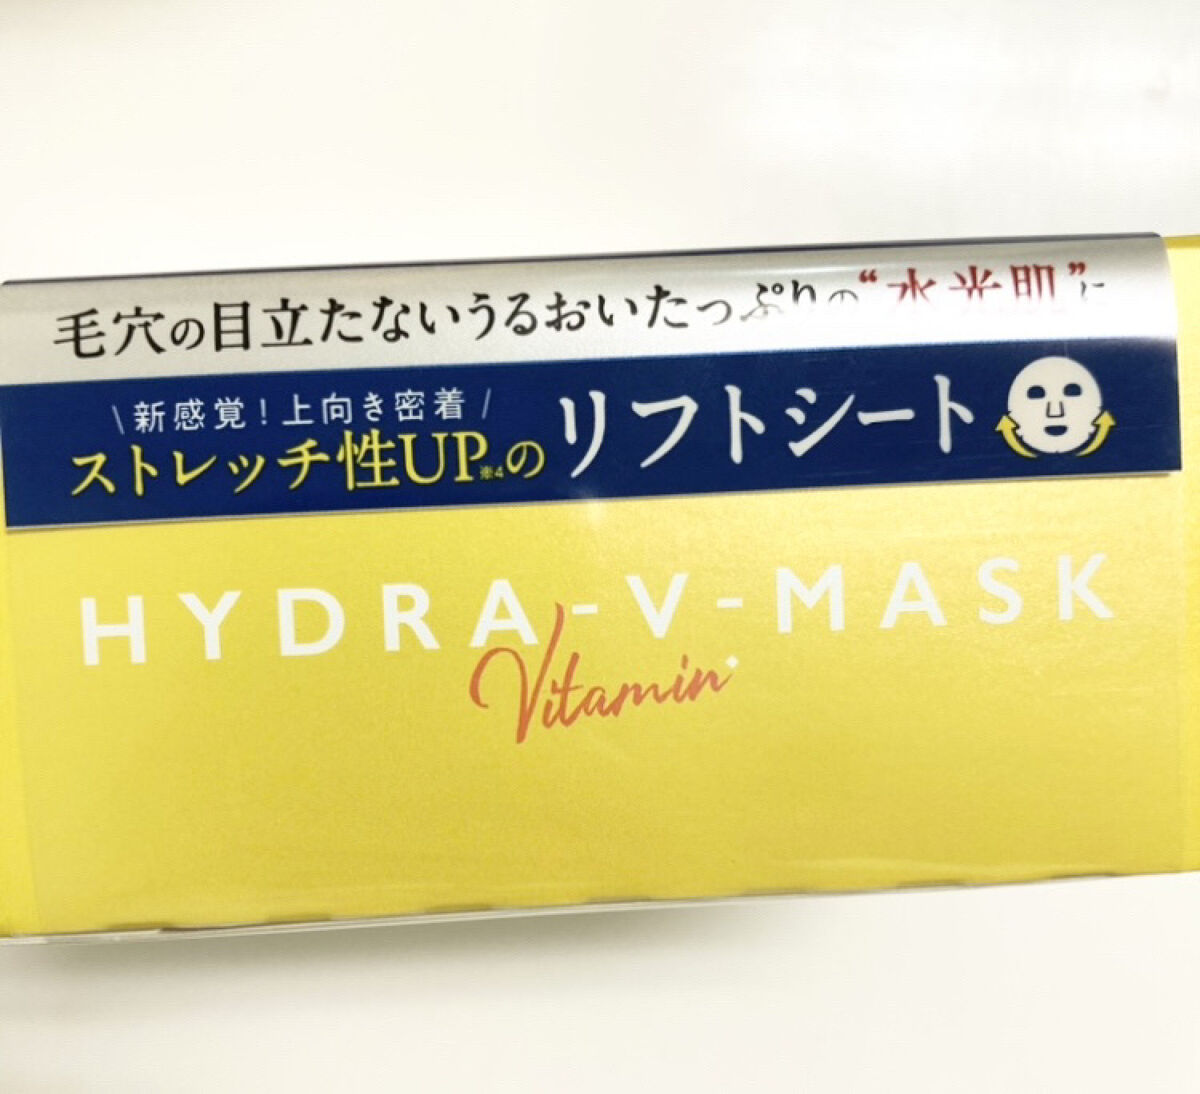 毛穴の目立たないうるおいたっぷりの“水光肌”に
\ 新感覚！上向き密着 /
ストレッチ性UP※4の リフトシート
HYDRA-V-MASK
Vitamin